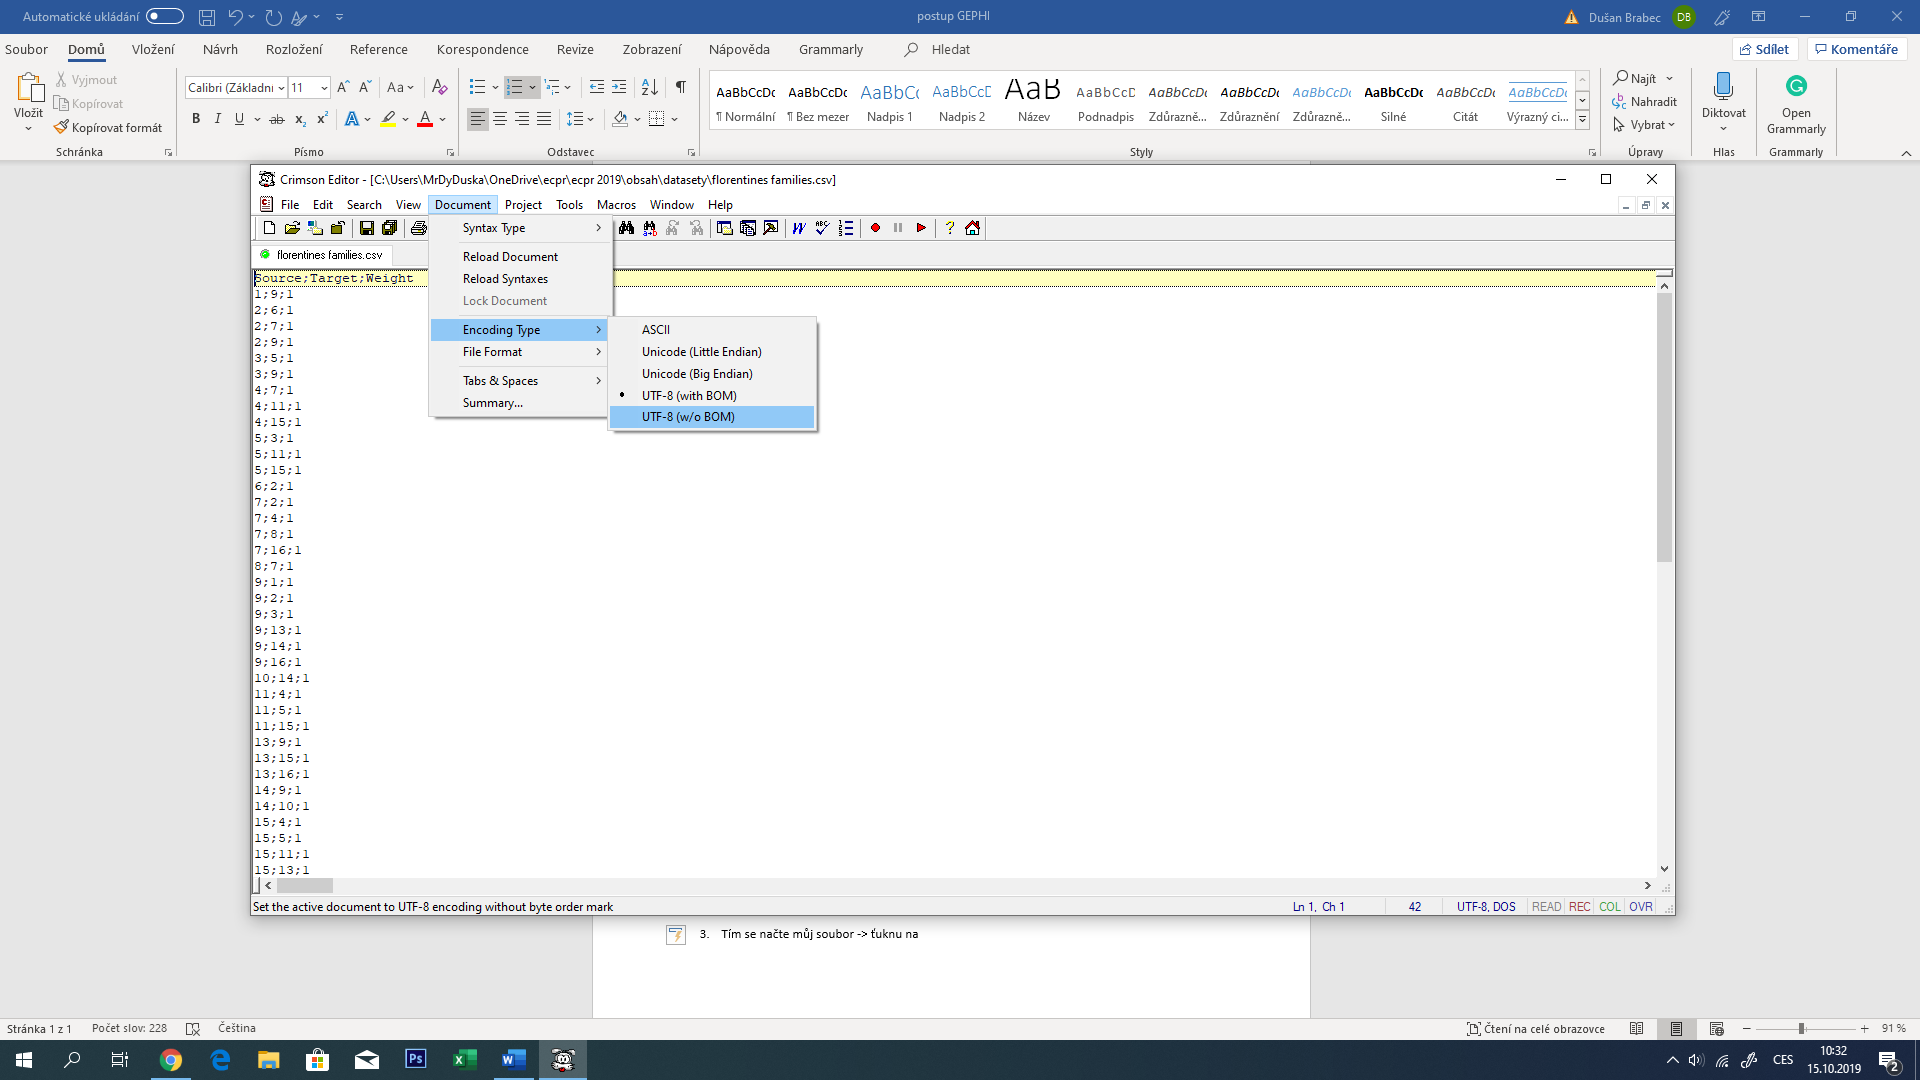 Automatické ukládání
postup GEPHI
Dušan Brabec
DB
Soubor Domů Vložení Návrh Rozložení Reference Korespondence Revize Zobrazení Nápověda Grammarly Hledat
Sdílet Komentáře
Vložit
Vyjmout
Kopírovat
Kopírovat formát
Schránka
Calibri (Základní 11
B I U ab x₂ x² A A
Písmo
Odstavec
AaBbCcDc AaBbCcDc AaBbCc AaBbCcD AaB AaBbCcD AaBbCcDc AaBbCcDc AaBbCcDc AaBbCcDc AaBbCcDc AaBbCcDc
¶ Normální ¶ Bez mezer Nadpis 1 Nadpis 2 Název Podnadpis Zdůrazně... Zdůraznění Zdůrazně... Silné Citát Výrazný ci...
Styly
Najít
Nahradit
Vybrat
Úpravy
Diktovat
Hlas
Open
Grammarly
Grammarly
Crimson Editor - [C:\Users\MrDyDuska\OneDrive\ecpr\ecpr 2019\obsah\datasety\florentines families.csv]
File Edit Search View Document Project Tools Macros Window Help
florentines families.csv
Syntax Type
Reload Document
Reload Syntaxes
Lock Document
Encoding Type
File Format
Tabs & Spaces
Summary...
ASCII
Unicode (Little Endian)
Unicode (Big Endian)
UTF-8 (with BOM)
UTF-8 (w/o BOM)
Source;Target;Weight
1;9;1
2;6;1
2;7;1
2;9;1
3;5;1
3;9;1
4;7;1
4;11;1
4;15;1
5;3;1
5;11;1
5;15;1
6;2;1
7;2;1
7;4;1
7;8;1
7;16;1
8;7;1
9;1;1
9;2;1
9;3;1
9;13;1
9;14;1
9;16;1
10;14;1
11;4;1
11;5;1
11;15;1
13;9;1
13;15;1
13;16;1
14;9;1
14;10;1
15;4;1
15;5;1
15;11;1
15;13;1
Set the active document to UTF-8 encoding without byte order mark
Ln 1, Ch 1 42 UTF-8, DOS READ REC COL OVR
3. Tím se načte můj soubor -> ťuknu na
Stránka 1 z 1 Počet slov: 228 Čeština
Čtení na celé obrazovce
91 %
CES
10:32
15.10.2019
2